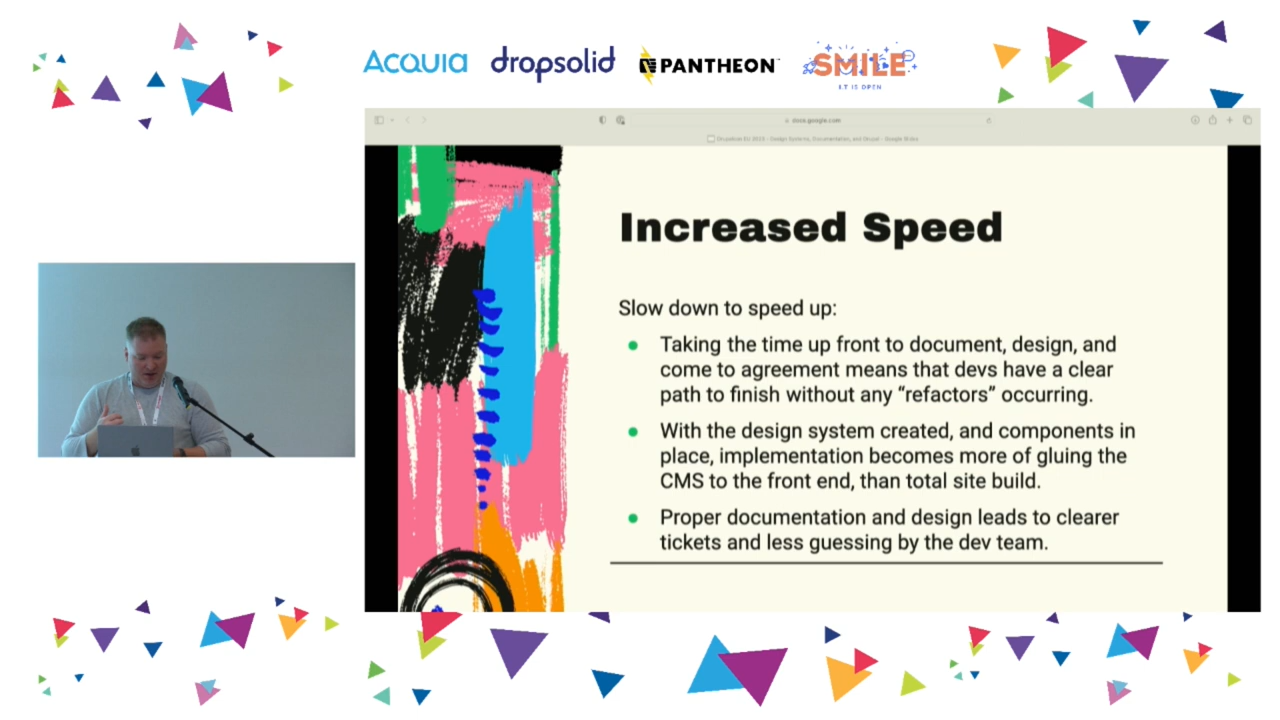 ACQUIA dropsolid PANTHEON SMILE
I.T IS OPEN
docs.google.com
Increased Speed
Slow down to speed up:
Taking the time up front to document, design, and
come to agreement means that devs have a clear
path to finish without any “refactors” occurring.
With the design system created, and components in
place, implementation becomes more of gluing the
CMS to the front end, than total site build.
Proper documentation and design leads to clearer
tickets and less guessing by the dev team.